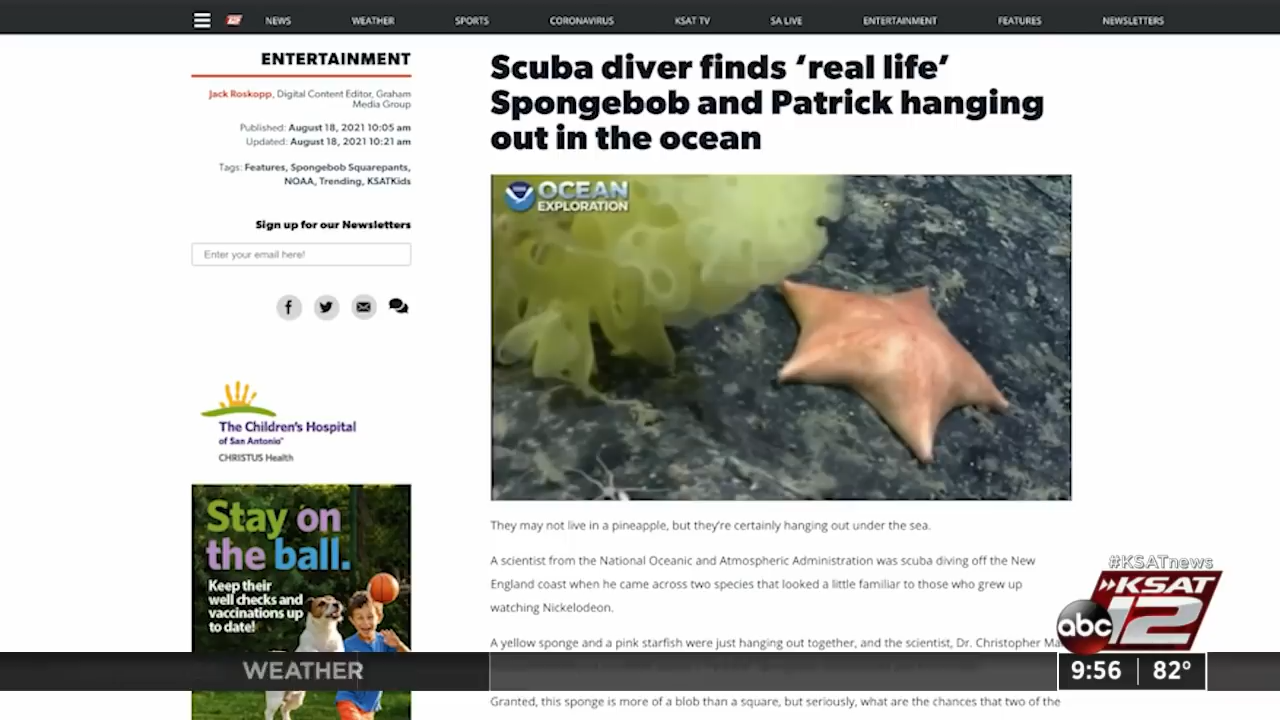 NEWS WEATHER SPORTS CORONAVIRUS KSAT TV SA LIVE ENTERTAINMENT FEATURES NEWSLETTERS
ENTERTAINMENT
Jack Roskopp, Digital Content Editor, Graham
Media Group
Published: August 18, 2021 10:05 am
Updated: August 18, 2021 10:21 am
Tags: Features, Spongebob Squarepants,
NOAA, Trending, KSATKids
Sign up for our Newsletters
Enter your email here!
The Children's Hospital
of San Antonio
CHRISTUS Health
Stay on
the ball.
Keep their
well checks and
vaccinations up
to date!
Scuba diver finds ‘real life’
Spongebob and Patrick hanging
out in the ocean
OCEAN
EXPLORATION
They may not live in a pineapple, but they're certainly hanging out under the sea.
A scientist from the National Oceanic and Atmospheric Administration was scuba diving off the New
England coast when he came across two species that looked a little familiar to those who grew up
watching Nickelodeon.
A yellow sponge and a pink starfish were just hanging out together, and the scientist, Dr. Christopher Ma
Granted, this sponge is more of a blob than a square, but seriously, what are the chances that two of the
#KSATnews
KSAT
abc 12
WEATHER
9:56 82°